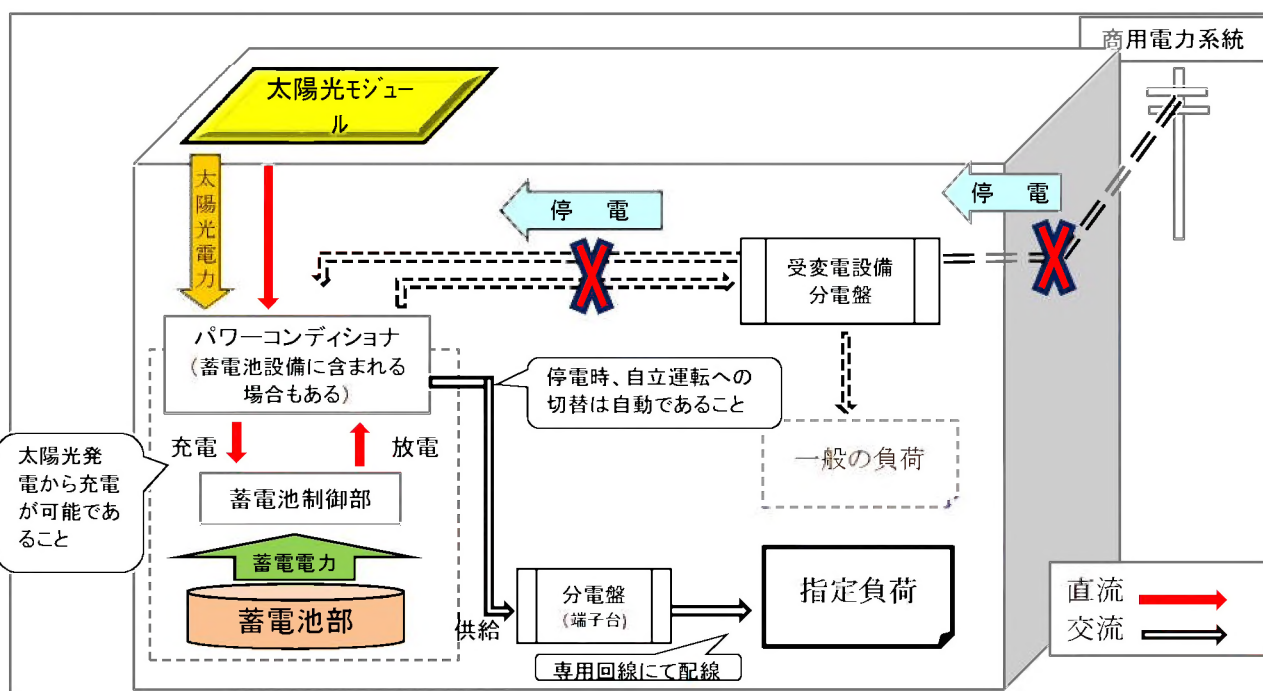 商用電力系統
太陽光モジュー
ル
太陽光電力
停　電
停　電
受変電設備
分電盤
パワーコンディショナ
（蓄電池設備に含まれる
場合もある）
停電時、自立運転への
切替は自動であること
充電
放電
一般の負荷
太陽光発
電から充電
が可能であ
ること
蓄電池制御部
蓄電電力
蓄電池部
供給
分電盤
（端子台）
指定負荷
専用回線にて配線
直流
交流